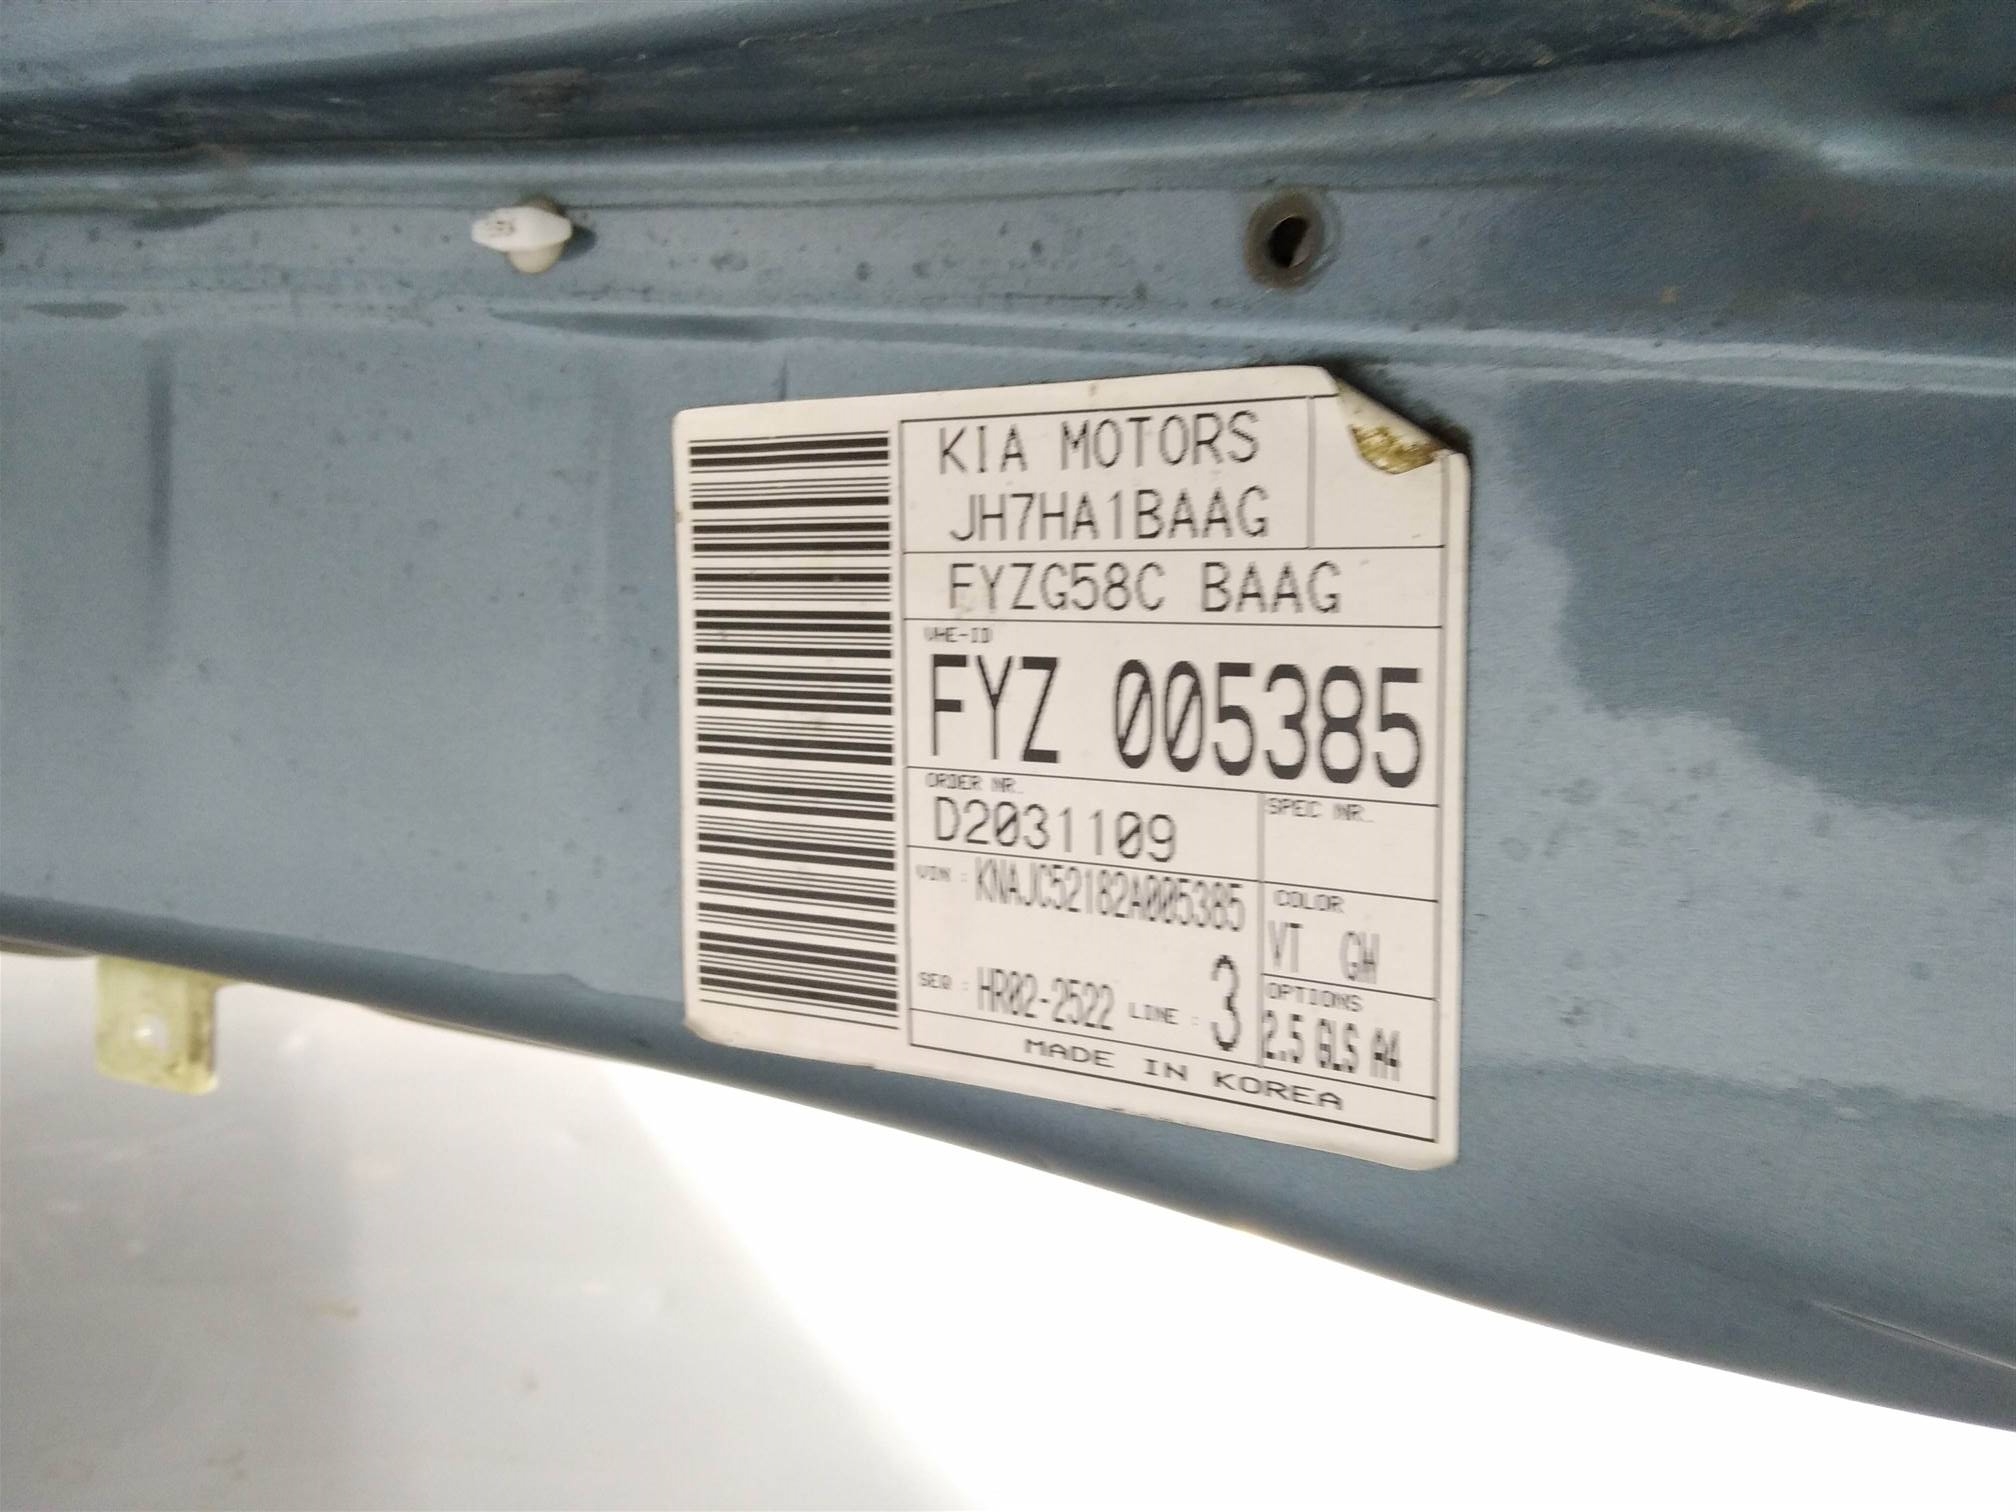 KIA MOTORS
JH7HA1BAAG
FYZG58C BAAG
VHE-ID
FYZ 005385
ORDER NR.
D2031109
SPEC NR.
VIN : KNAJC52182A005385
COLOR
VT GW
SEQ : HR02-2522 LINE : 3
OPTIONS
2.5 GLS A4
MADE IN KOREA